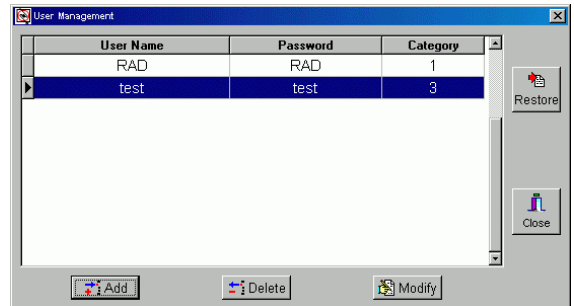 User Management
User Name Password Category
RAD RAD 1
test test 3
Restore
Close
Add Delete Modify